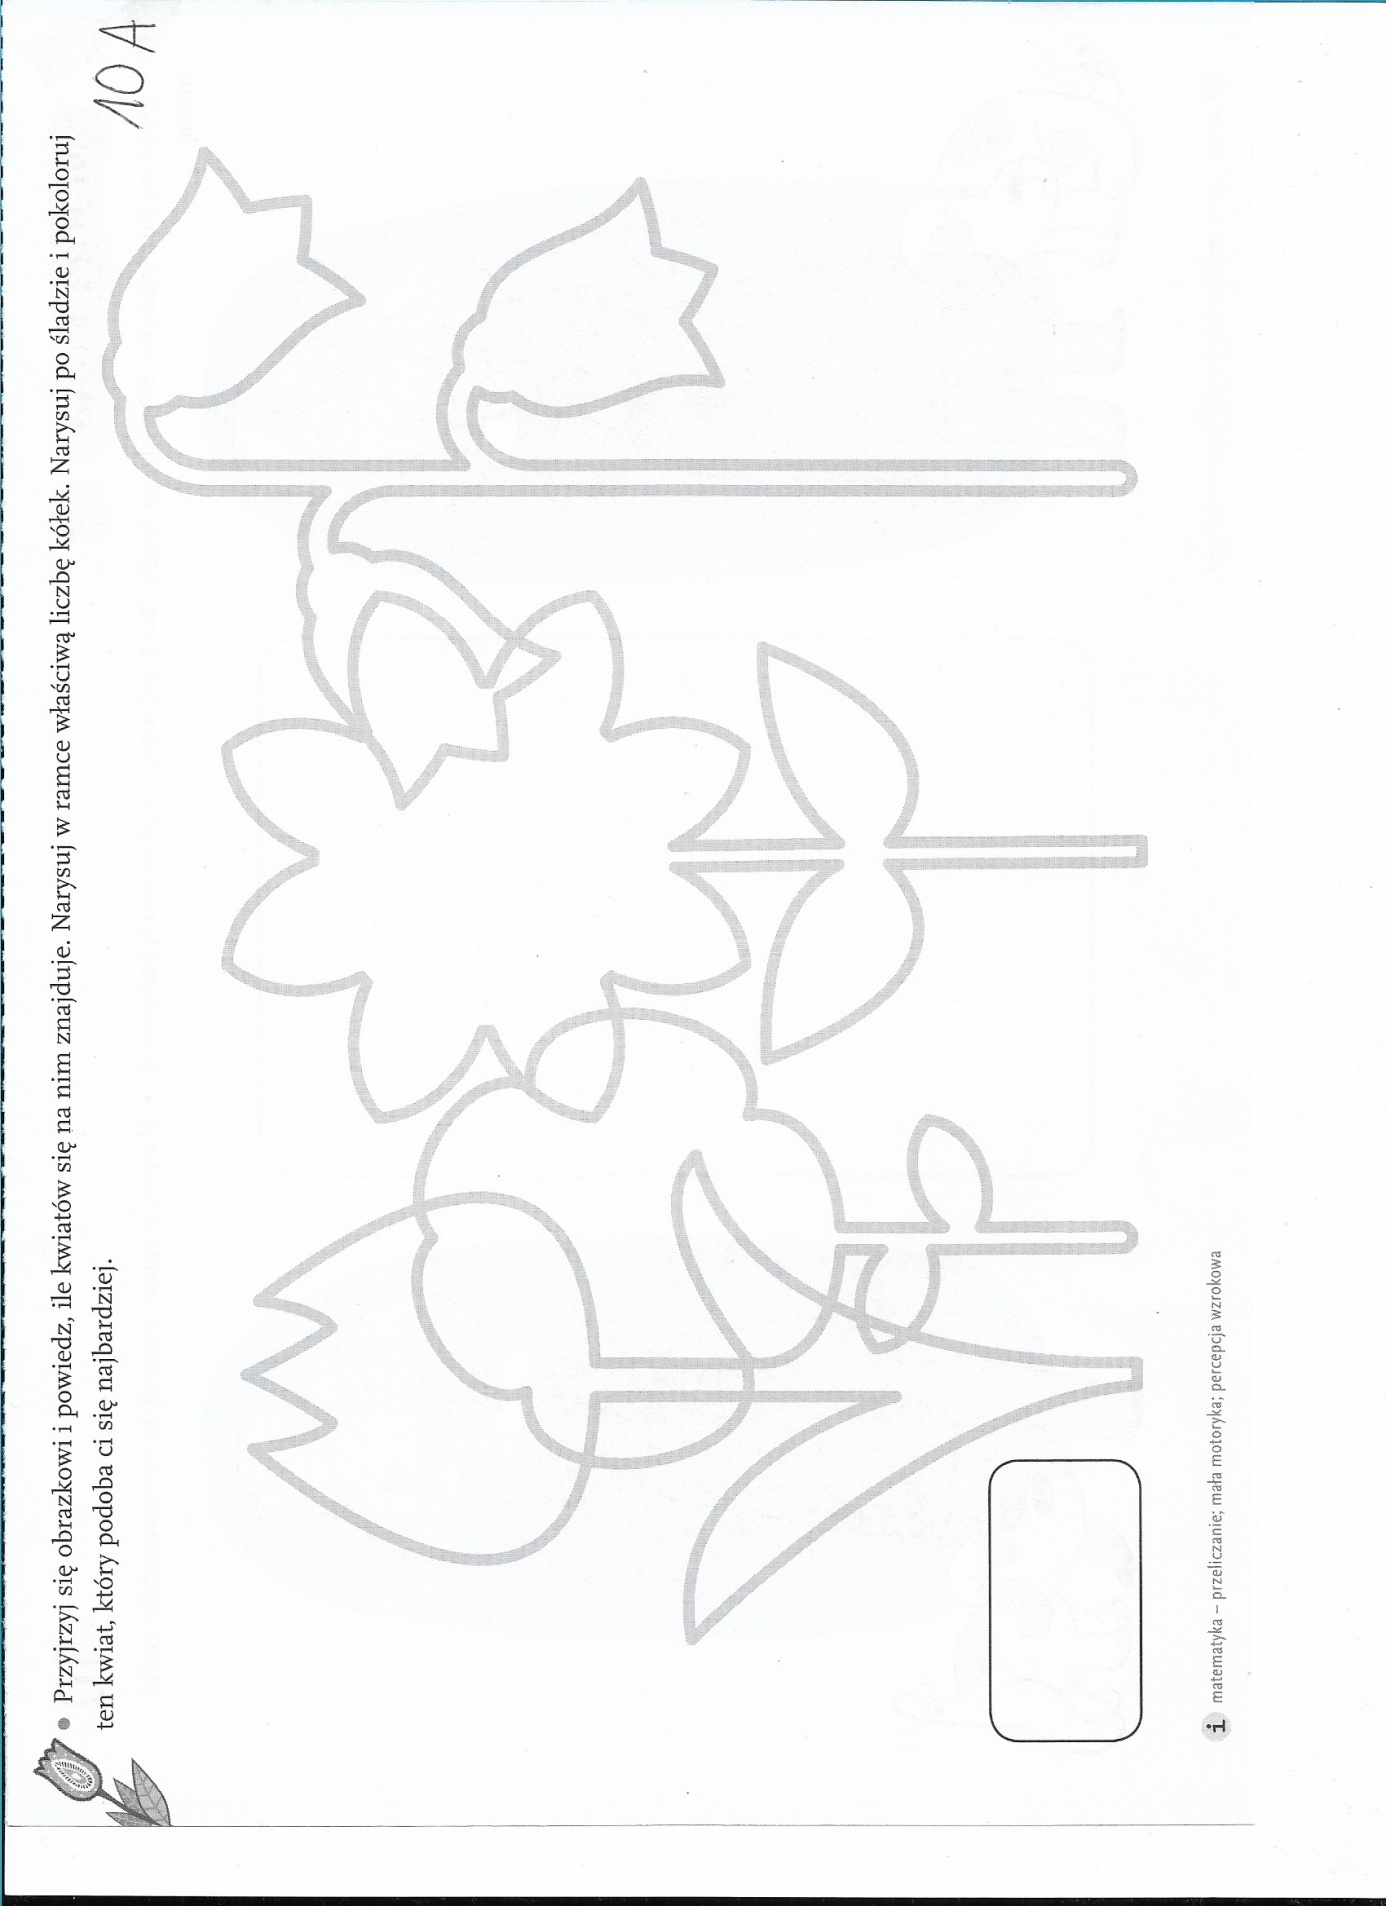 10 A
• Przyjrzyj się obrazkowi i powiedz, ile kwiatów się na nim znajduje. Narysuj w ramce właściwą liczbę kółek. Narysuj po śladzie i pokoloruj
ten kwiat, który podoba ci się najbardziej.
i matematyka – przeliczanie; mała motoryka; percepcja wzrokowa